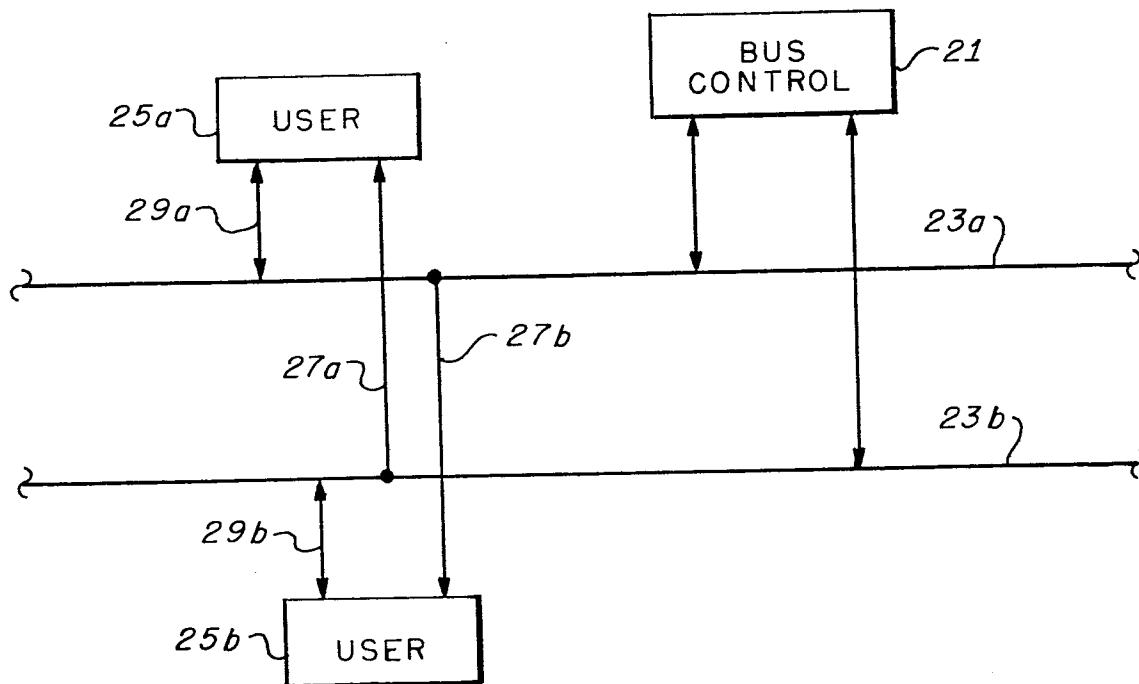 BUS
CONTROL
21
25a
USER
29a
23a
27a
27b
23b
29b
25b
USER